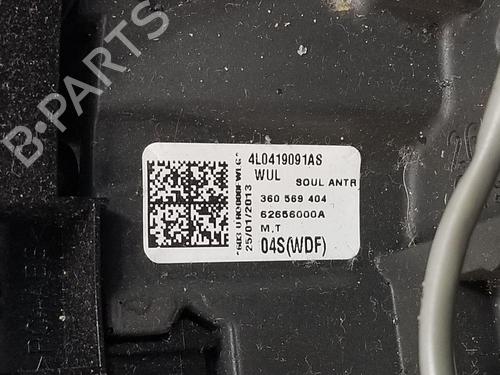 B-PARTS
4L0419091AS
WUL SOUL ANTR
360 569 404
62656000A
M.T
04S(WDF)
25/01/2013